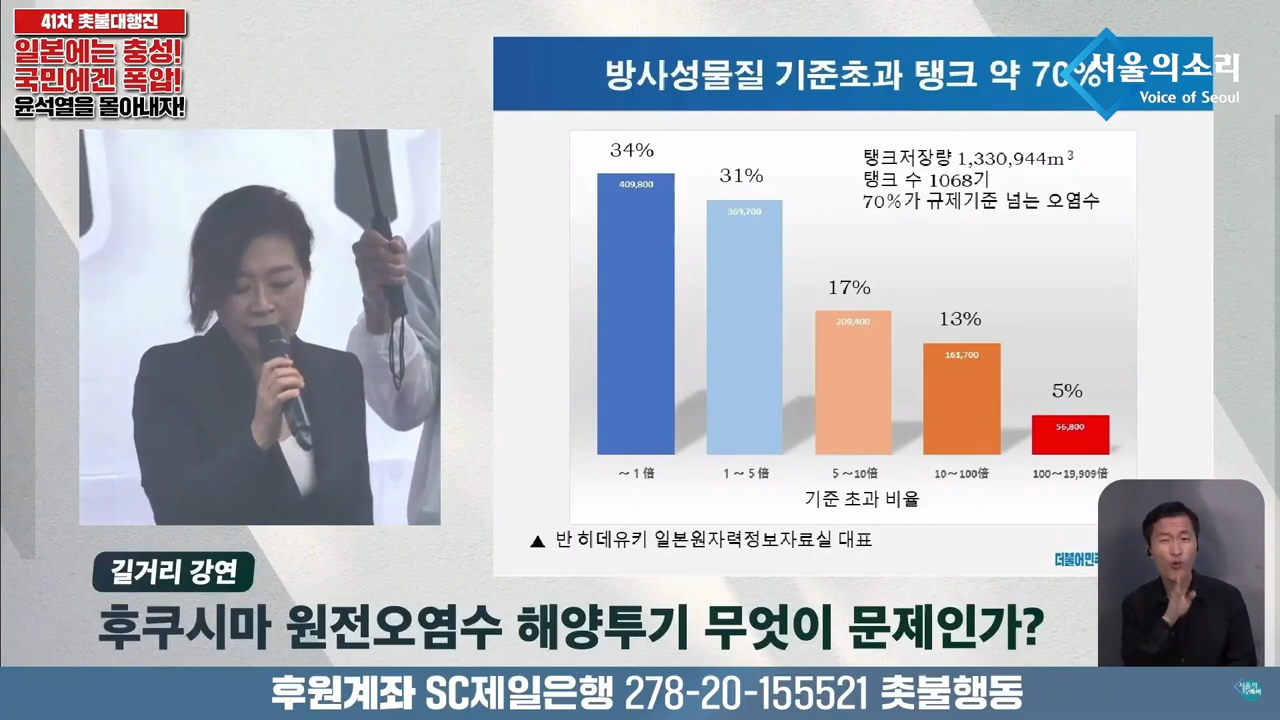 41차 촛불대행진
일본에는 충성!
국민에겐 폭압!
윤석열을 몰아내자!
방사성물질 기준초과 탱크 약 70%
서울의소리
Voice of Seoul
탱크저장량 1,330,944m³
탱크 수 1068기
70%가 규제기준 넘는 오염수
34%
31%
17%
13%
5%
409,800
369,700
209,400
161,700
56,800
~1倍
1~5倍
5~10倍
10~100倍
100~19,909倍
기준 초과 비율
▲ 반 히데유키 일본원자력정보자료실 대표
더불어민
길거리 강연
후쿠시마 원전오염수 해양투기 무엇이 문제인가?
후원계좌 SC제일은행 278-20-155521 촛불행동